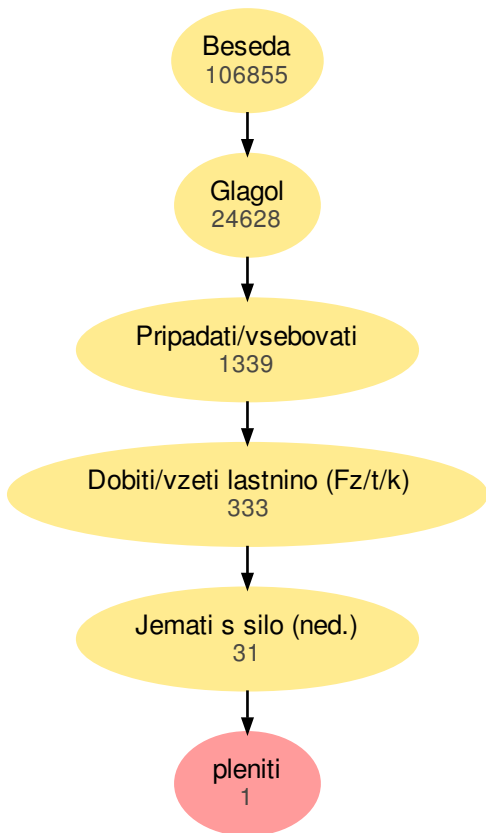 Beseda
106855
Glagol
24628
Pripadati/vsebovati
1339
Dobiti/vzeti lastnino (Fz/t/k)
333
Jemati s silo (ned.)
31
pleniti
1